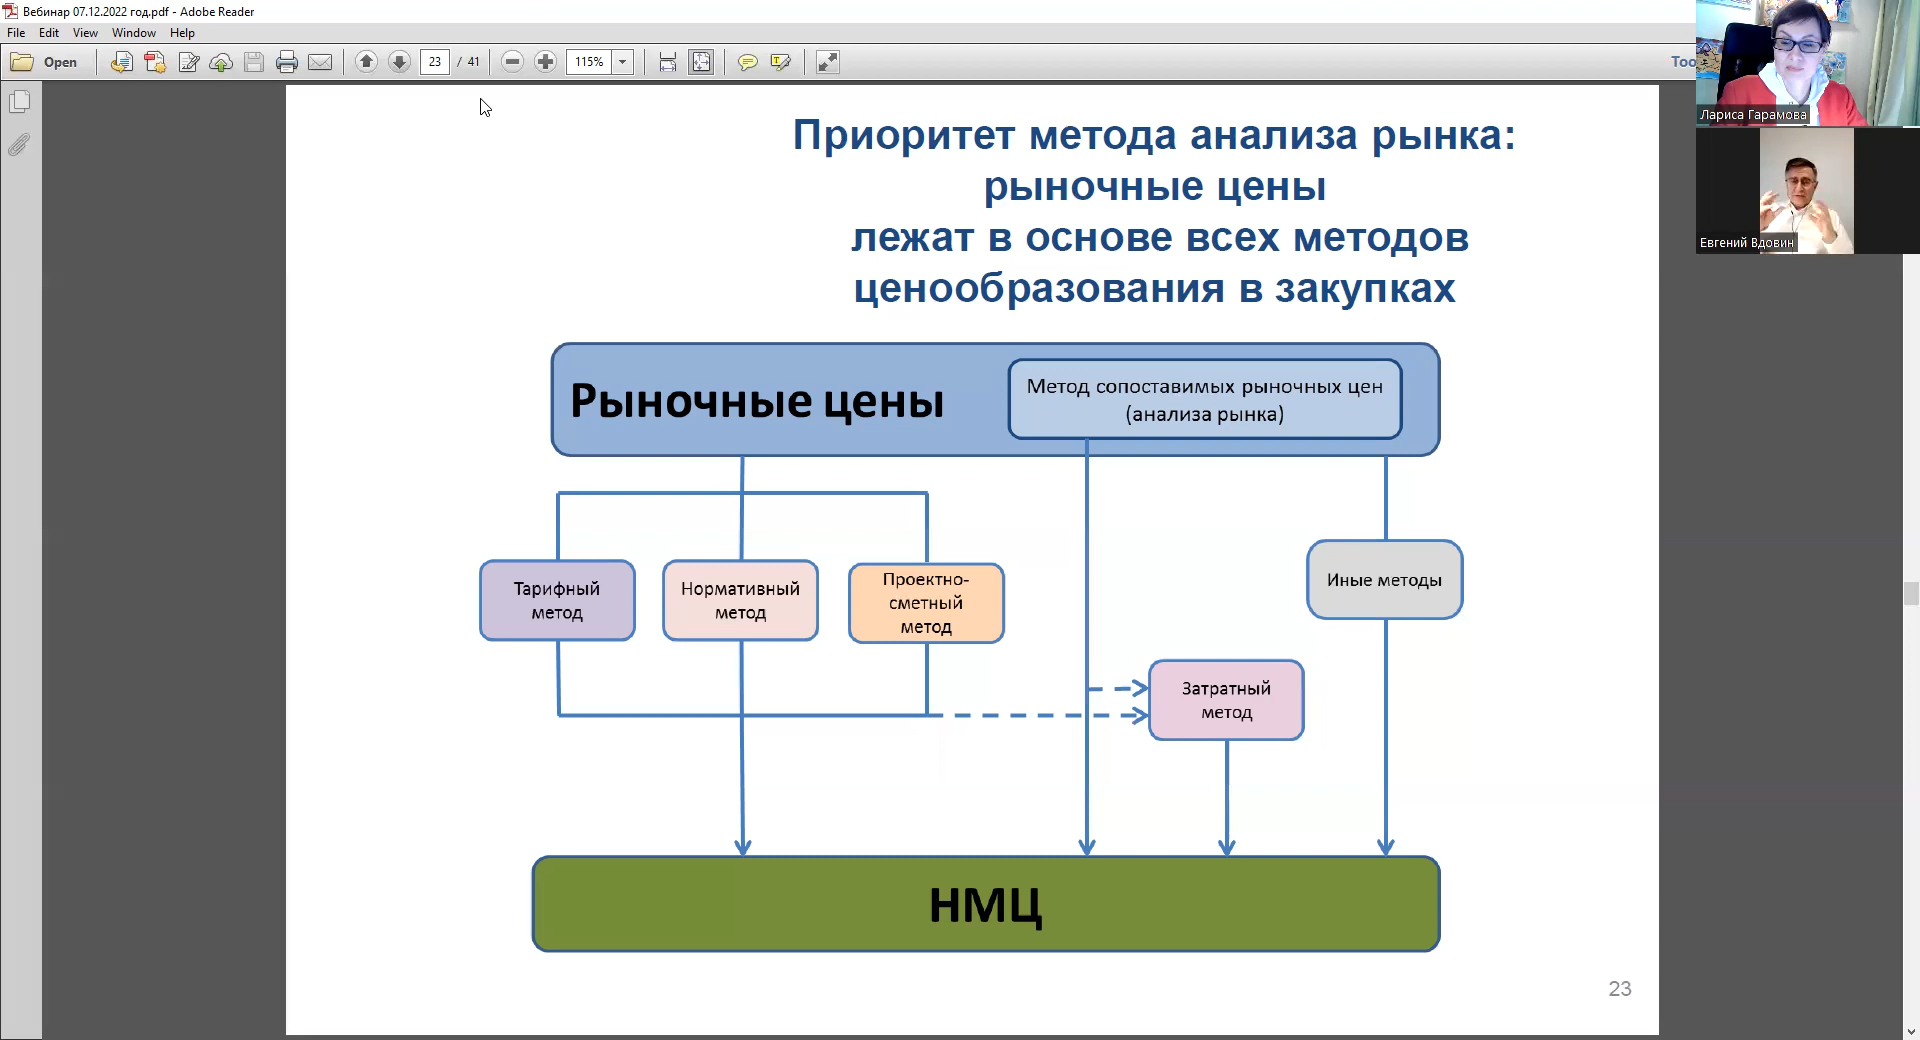 Вебинар 07.12.2022 год.pdf - Adobe Reader
File Edit View Window Help
Open 23 / 41 115% Too
Лариса Гарамова
Евгений Вдовин
Приоритет метода анализа рынка:
рыночные цены
лежат в основе всех методов
ценообразования в закупках
Рыночные цены
Метод сопоставимых рыночных цен
(анализа рынка)
Тарифный
метод
Нормативный
метод
Проектно-
сметный
метод
Иные методы
Затратный
метод
НМЦ
23